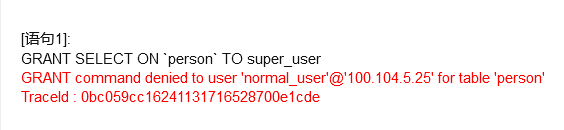 [语句1]:
GRANT SELECT ON `person` TO super_user
GRANT command denied to user 'normal_user'@'100.104.5.25' for table 'person'
TraceId : 0bc059cc16241131716528700e1cde